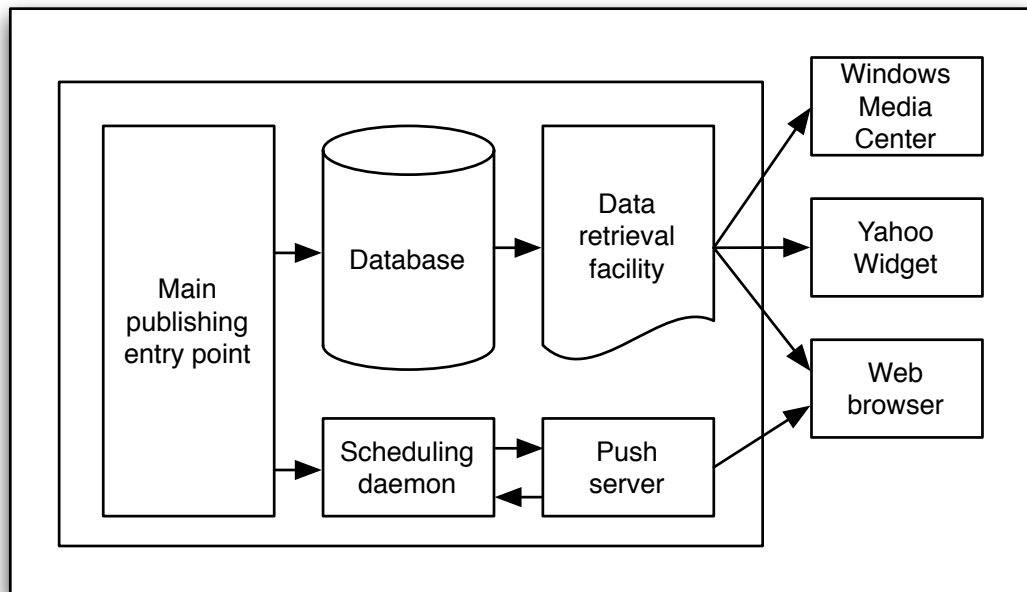 Main
publishing
entry point
Database
Data
retrieval
facility
Scheduling
daemon
Push
server
Windows
Media
Center
Yahoo
Widget
Web
browser